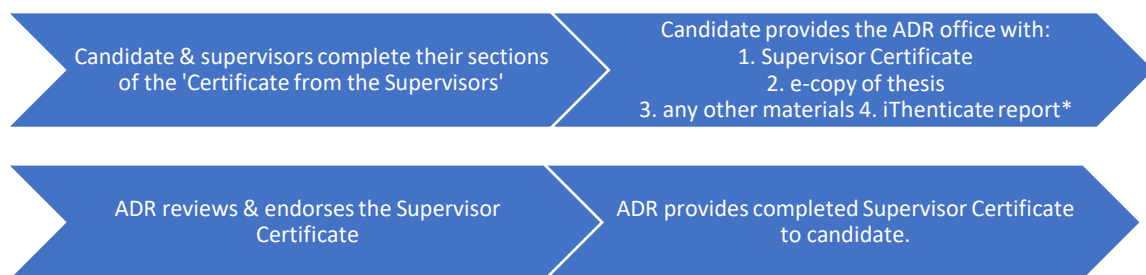 Candidate & supervisors complete their sections
of the 'Certificate from the Supervisors'
Candidate provides the ADR office with:
1. Supervisor Certificate
2. e-copy of thesis
3. any other materials 4. iThenticate report*
ADR reviews & endorses the Supervisor
Certificate
ADR provides completed Supervisor Certificate
to candidate.